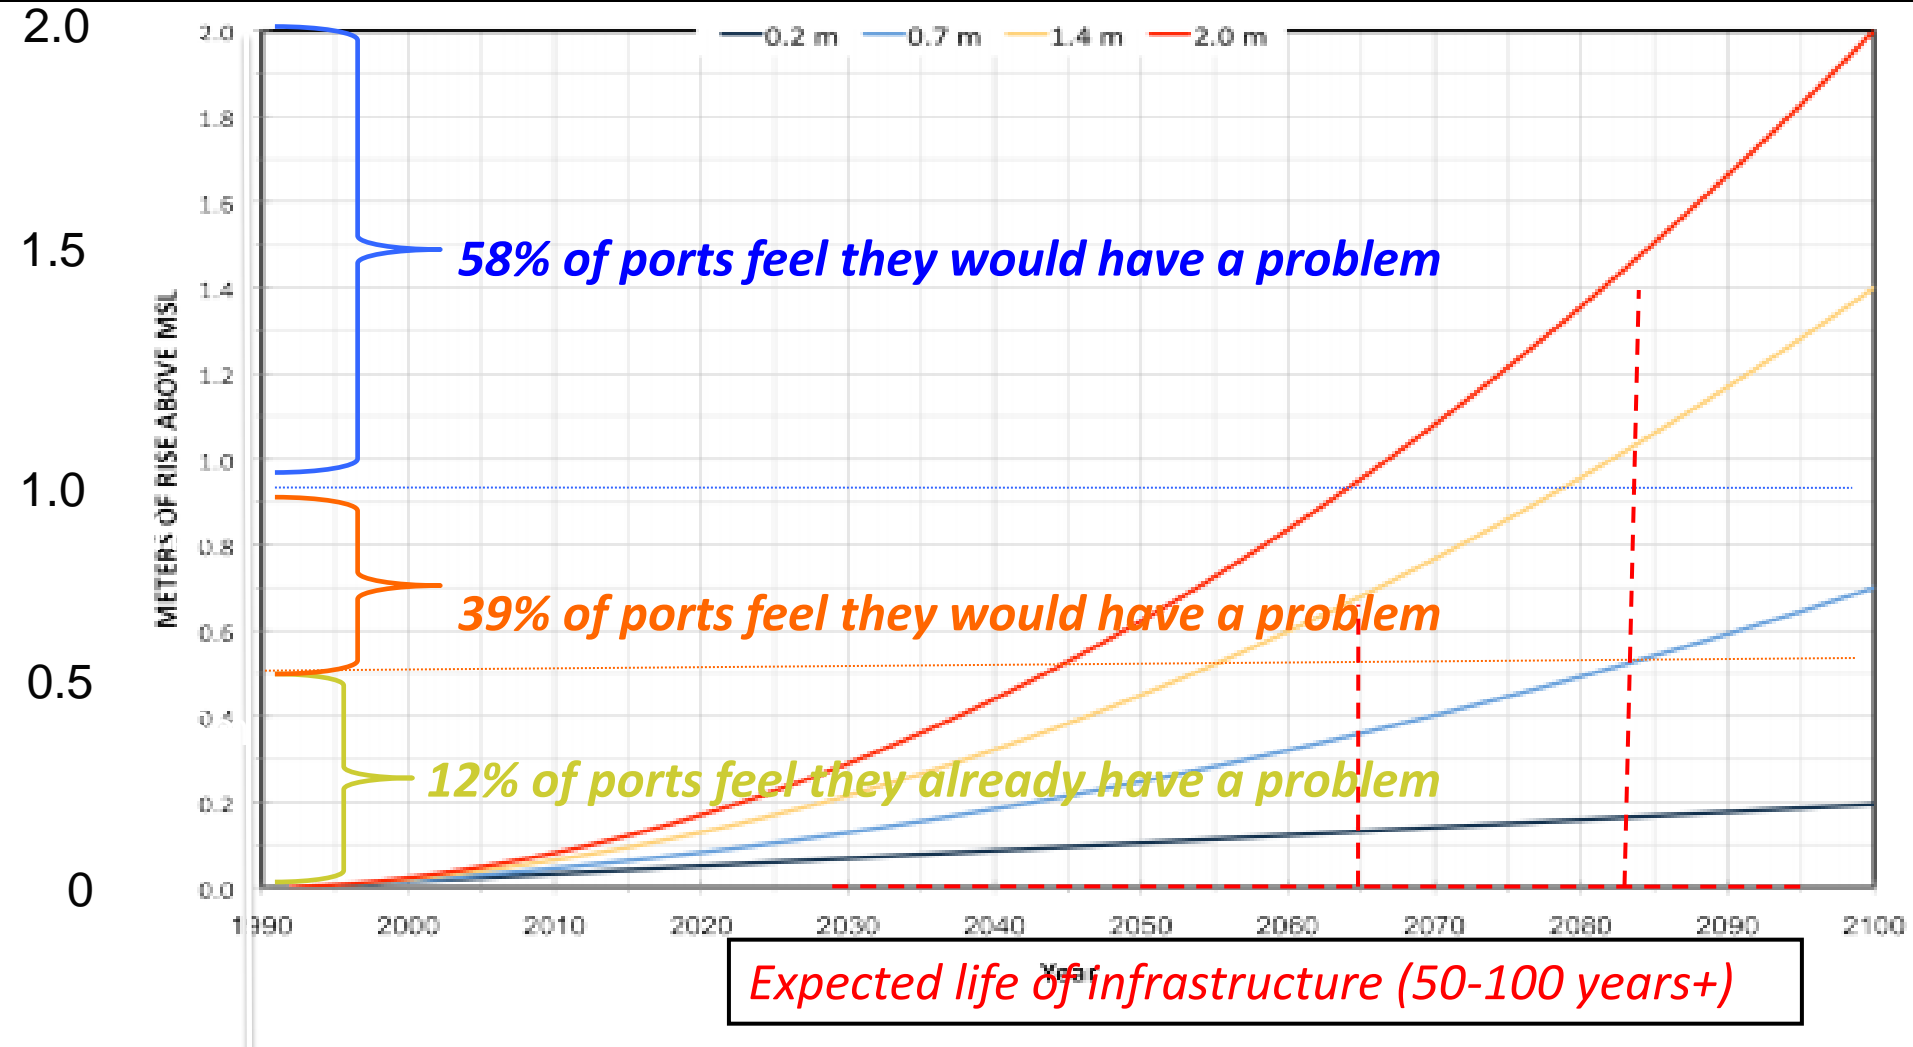 2.0
1.5
1.0
0.5
0
METERS OF RISE ABOVE MSL
2.0
1.8
1.6
1.4
1.2
1.0
0.8
0.6
0.4
0.2
0.0
0.2 m 0.7 m 1.4 m 2.0 m
58% of ports feel they would have a problem
39% of ports feel they would have a problem
12% of ports feel they already have a problem
1990 2000 2010 2020 2030 2040 2050 2060 2070 2080 2090 2100
Year
Expected life of infrastructure (50-100 years+)